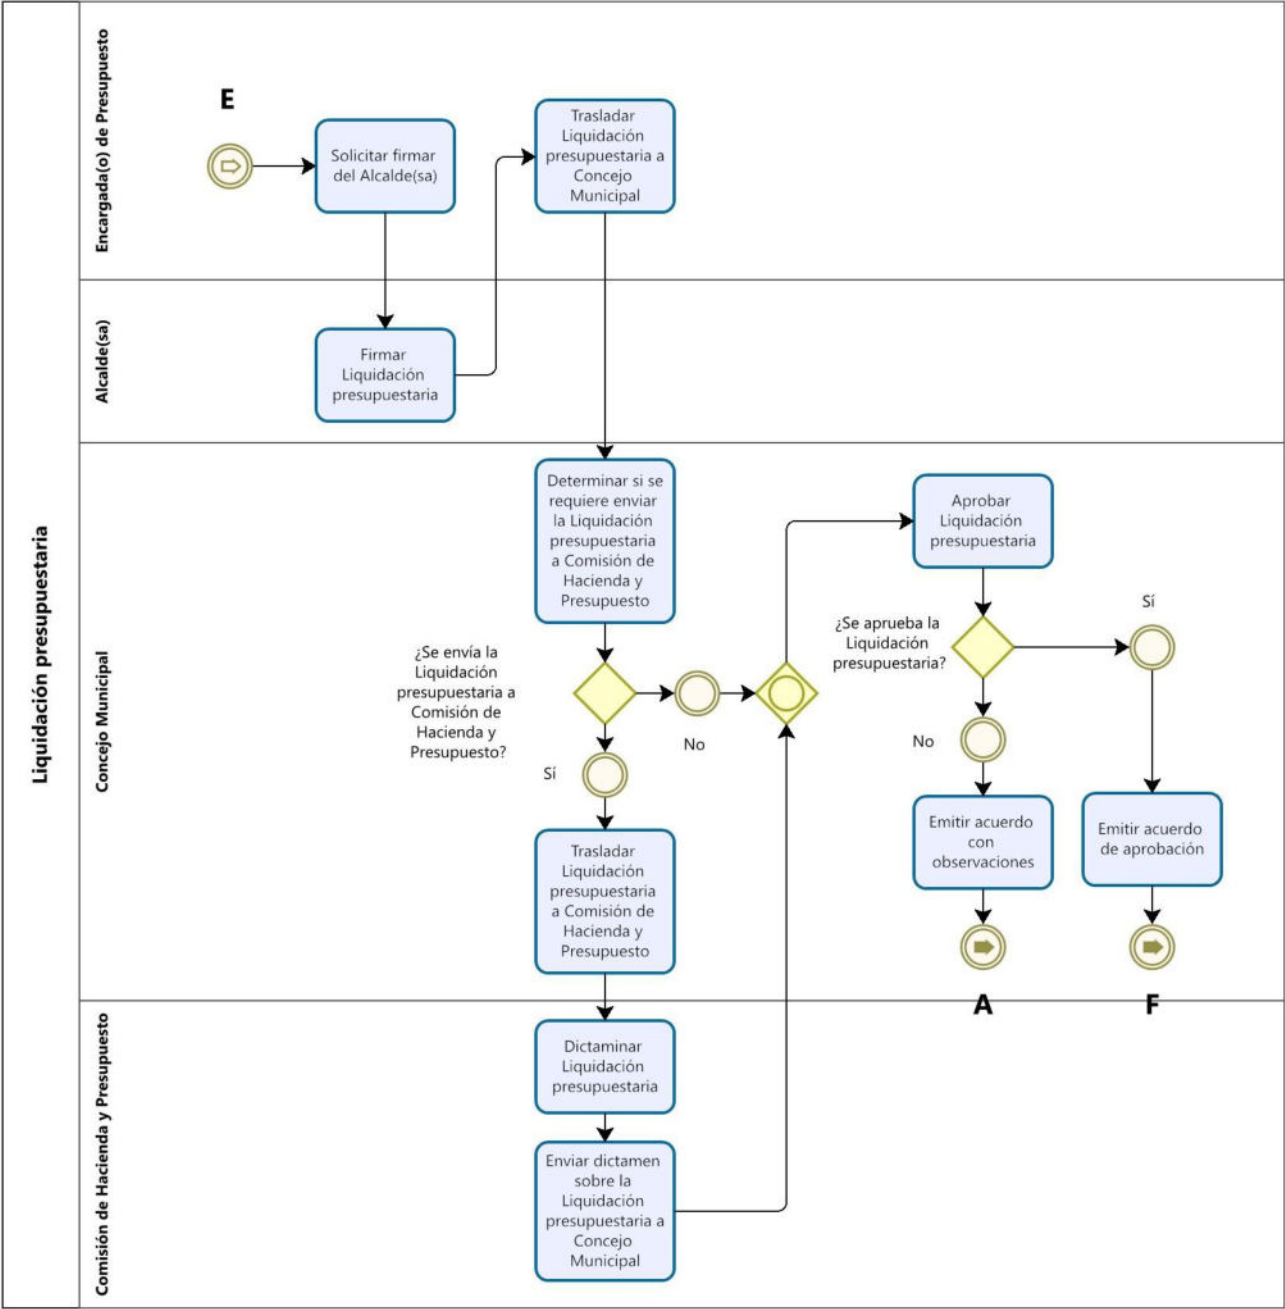 Liquidación presupuestaria
Encargada(o) de Presupuesto
E
Solicitar firmar
del Alcalde(sa)
Trasladar
Liquidación
presupuestaria a
Concejo
Municipal
Alcalde(sa)
Firmar
Liquidación
presupuestaria
Concejo Municipal
Determinar si se
requiere enviar
la Liquidación
presupuestaria
a Comisión de
Hacienda y
Presupuesto
¿Se envía la
Liquidación
presupuestaria a
Comisión de
Hacienda y
Presupuesto?
No
Sí
Trasladar
Liquidación
presupuestaria
a Comisión de
Hacienda y
Presupuesto
Aprobar
Liquidación
presupuestaria
¿Se aprueba la
Liquidación
presupuestaria?
Sí
No
Emitir acuerdo
con
observaciones
Emitir acuerdo
de aprobación
A
F
Comisión de Hacienda y Presupuesto
Dictaminar
Liquidación
presupuestaria
Enviar dictamen
sobre la
Liquidación
presupuestaria a
Concejo
Municipal